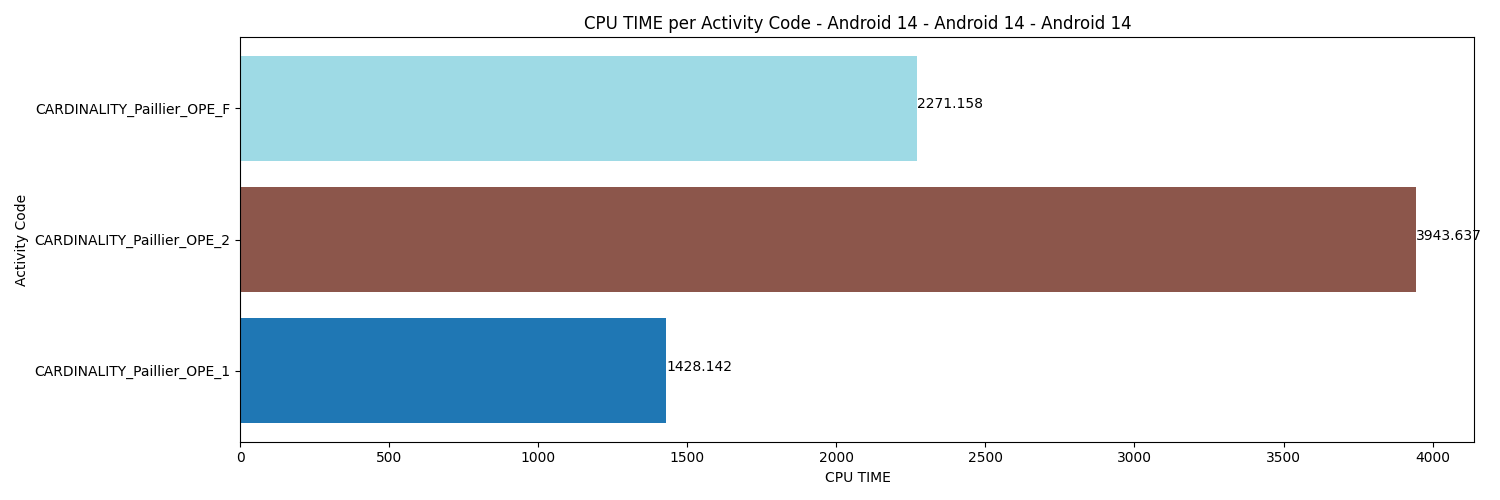 CPU TIME per Activity Code - Android 14 - Android 14 - Android 14
CARDINALITY_Paillier_OPE_F
2271.158
CARDINALITY_Paillier_OPE_2
3943.637
CARDINALITY_Paillier_OPE_1
1428.142
Activity Code
0 500 1000 1500 2000 2500 3000 3500 4000
CPU TIME